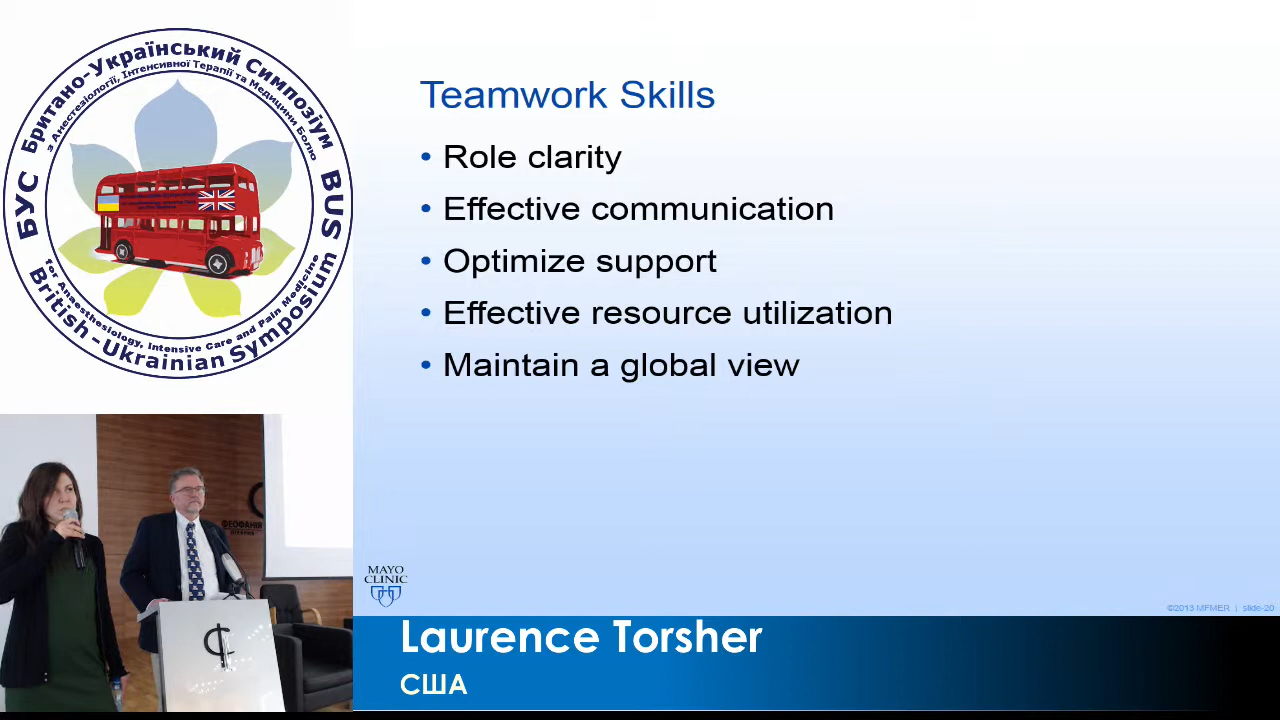 Британо-Український Симпозіум
з Анестезіології, Інтенсивної Терапії та Медицини Болю
БУС
BUS
for Anaesthesiology, Intensive Care and Pain Medicine
British-Ukrainian Symposium
Teamwork Skills
• Role clarity
• Effective communication
• Optimize support
• Effective resource utilization
• Maintain a global view
ФЕОФАНІЯ
MAYO
CLINIC
©2013 MFMER | slide-20
Laurence Torsher
США